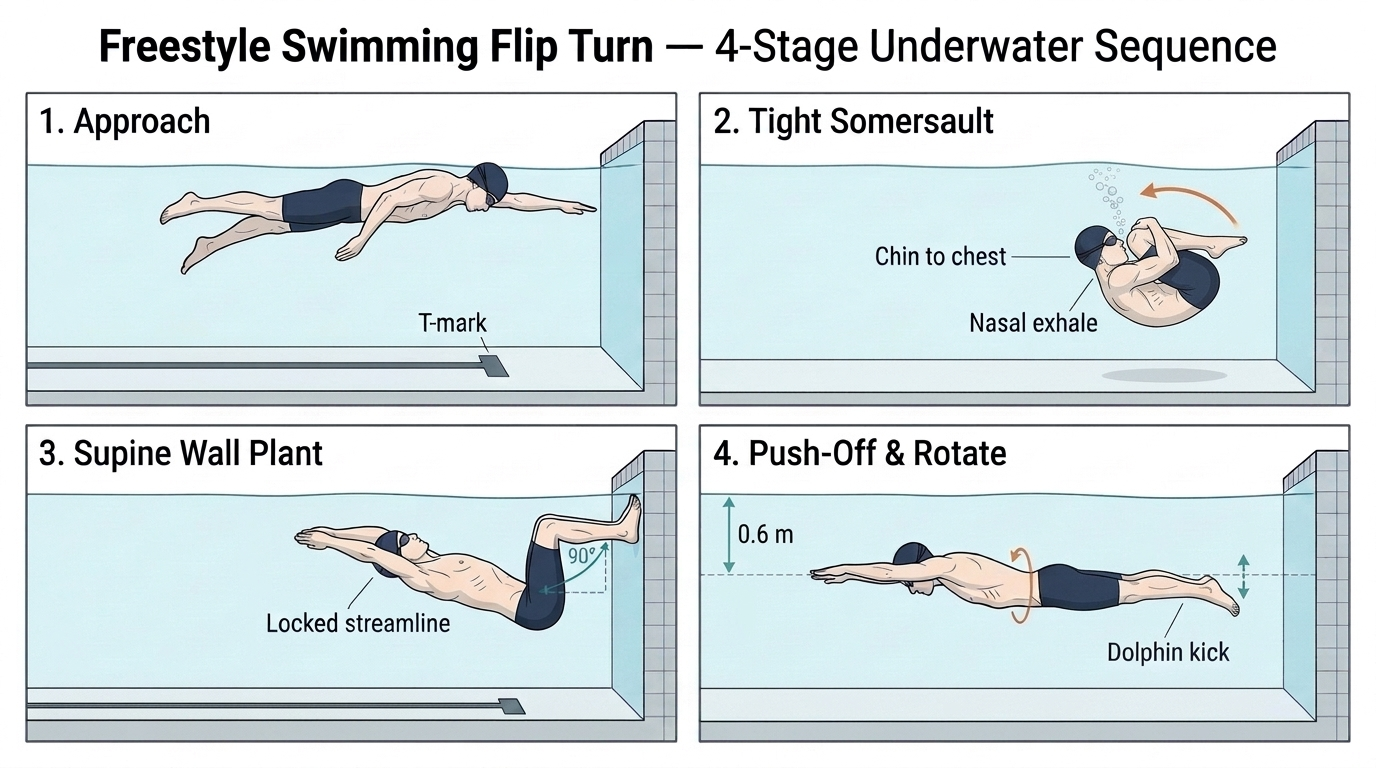 Freestyle Swimming Flip Turn — 4-Stage Underwater Sequence
1. Approach
T-mark
2. Tight Somersault
Chin to chest
Nasal exhale
3. Supine Wall Plant
90°
Locked streamline
4. Push-Off & Rotate
0.6 m
Dolphin kick